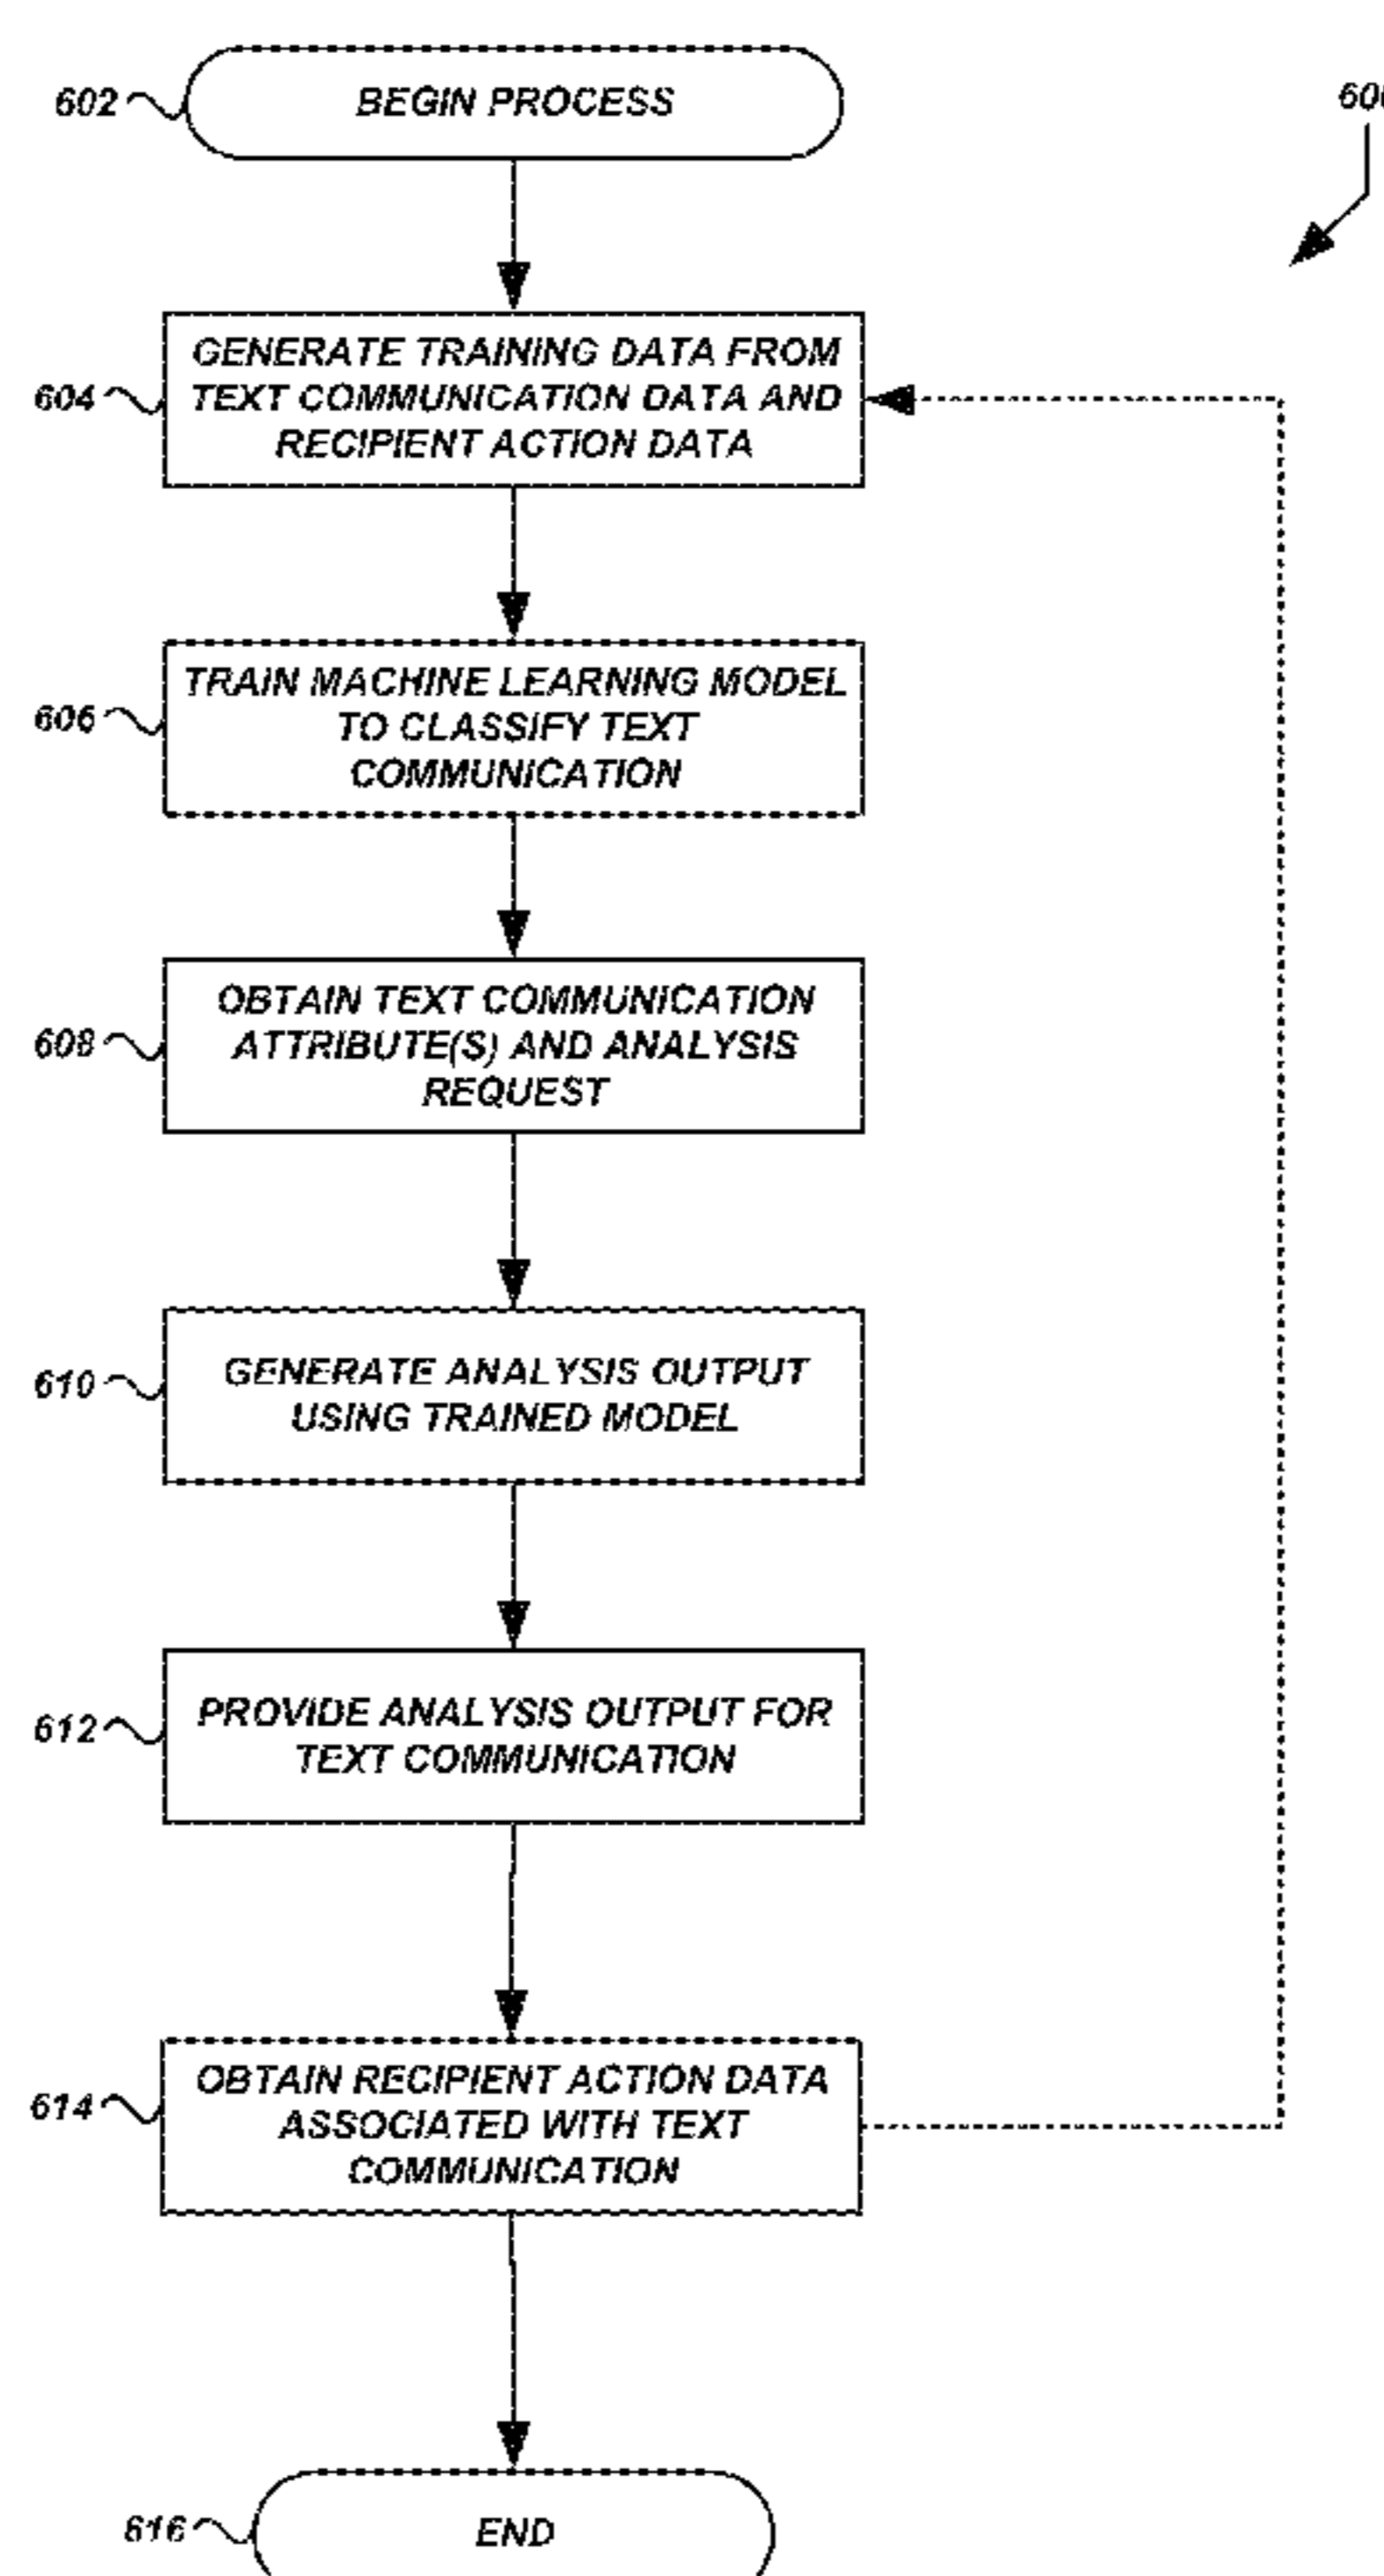 602
BEGIN PROCESS
604
GENERATE TRAINING DATA FROM
TEXT COMMUNICATION DATA AND
RECIPIENT ACTION DATA
606
TRAIN MACHINE LEARNING MODEL
TO CLASSIFY TEXT
COMMUNICATION
608
OBTAIN TEXT COMMUNICATION
ATTRIBUTE(S) AND ANALYSIS
REQUEST
610
GENERATE ANALYSIS OUTPUT
USING TRAINED MODEL
612
PROVIDE ANALYSIS OUTPUT FOR
TEXT COMMUNICATION
614
OBTAIN RECIPIENT ACTION DATA
ASSOCIATED WITH TEXT
COMMUNICATION
616
END